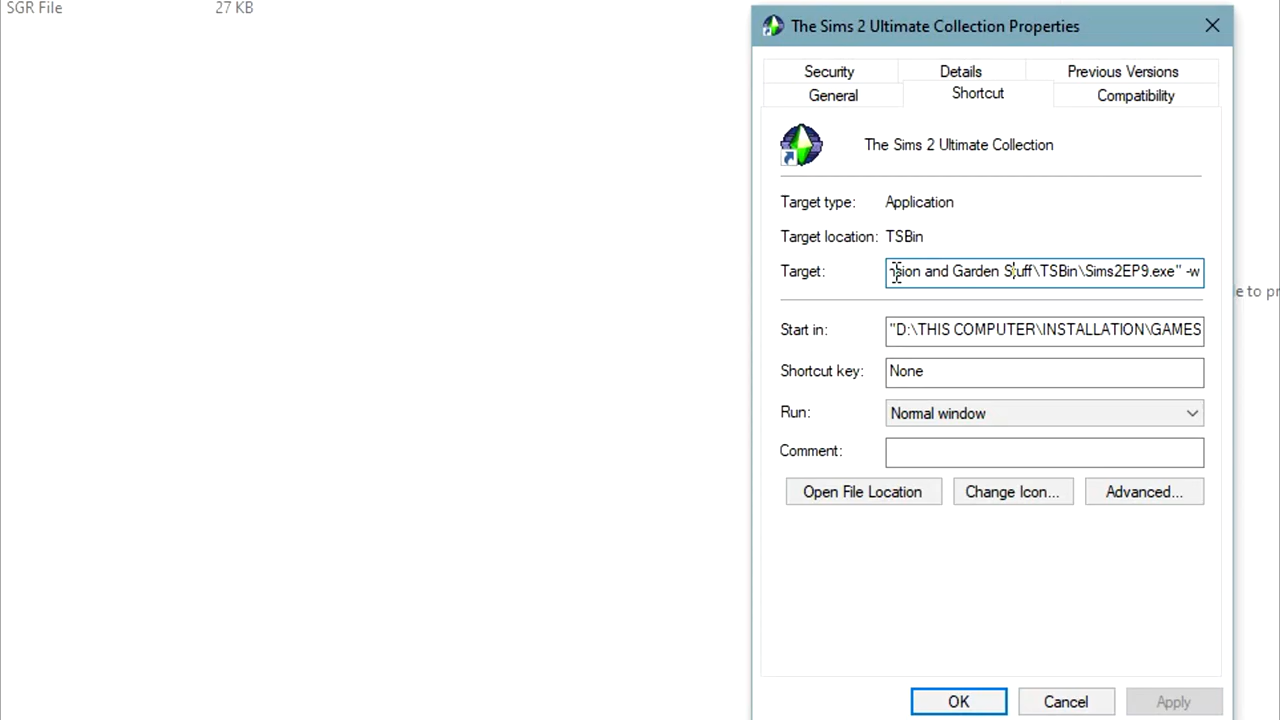 SGR File 27 KB
The Sims 2 Ultimate Collection Properties
Security Details Previous Versions
General Shortcut Compatibility
The Sims 2 Ultimate Collection
Target type: Application
Target location: TSBin
Target: and Garden Stuff\TSBin\Sims2EP9.exe" -w
Start in: "D:\THIS COMPUTER\INSTALLATION\GAMES
Shortcut key: None
Run: Normal window
Comment:
Open File Location Change Icon... Advanced...
OK Cancel Apply